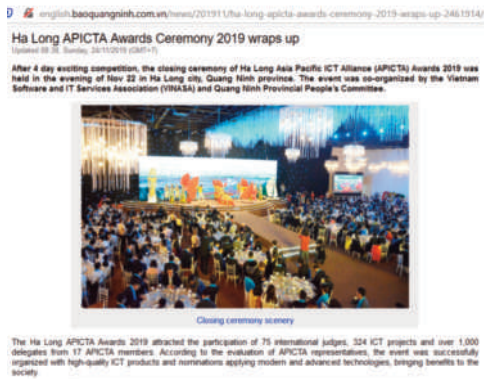 english.baoquangninh.com.vn/news/201911/ha-long-apicta-awards-ceremony-2019-wraps-up-2461914/
Ha Long APICTA Awards Ceremony 2019 wraps up
Updated 08:38, Sunday, 24/11/2019 (GMT+7)
After 4 day exciting competition, the closing ceremony of Ha Long Asia Pacific ICT Alliance (APICTA) Awards 2019 was
held in the evening of Nov 22 in Ha Long city, Quang Ninh province. The event was co-organized by the Vietnam
Software and IT Services Association (VINASA) and Quang Ninh Provincial People's Committee.
Closing ceremony scenery
The Ha Long APICTA Awards 2019 attracted the participation of 75 international judges, 324 ICT projects and over 1,000
delegates from 17 APICTA members. According to the evaluation of APICTA representatives, the event was successfully
organized with high-quality ICT products and nominations applying modern and advanced technologies, bringing benefits to the
society